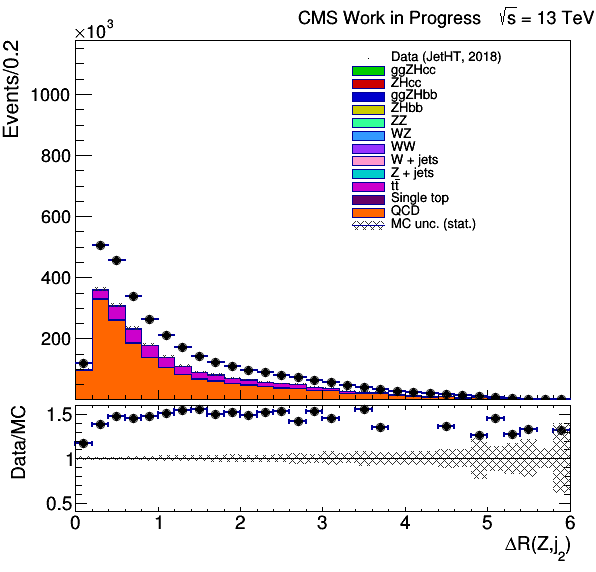 CMS Work in Progress √s = 13 TeV
×10³
Events/0.2
1000
800
600
400
200
Data (JetHT, 2018)
ggZHcc
ZHcc
ggZHbb
ZHbb
ZZ
WZ
WW
W + jets
Z + jets
tt̄
Single top
QCD
MC unc. (stat.)
Data/MC
1.5
1
0.5
0 1 2 3 4 5 6
ΔR(Z,j₂)